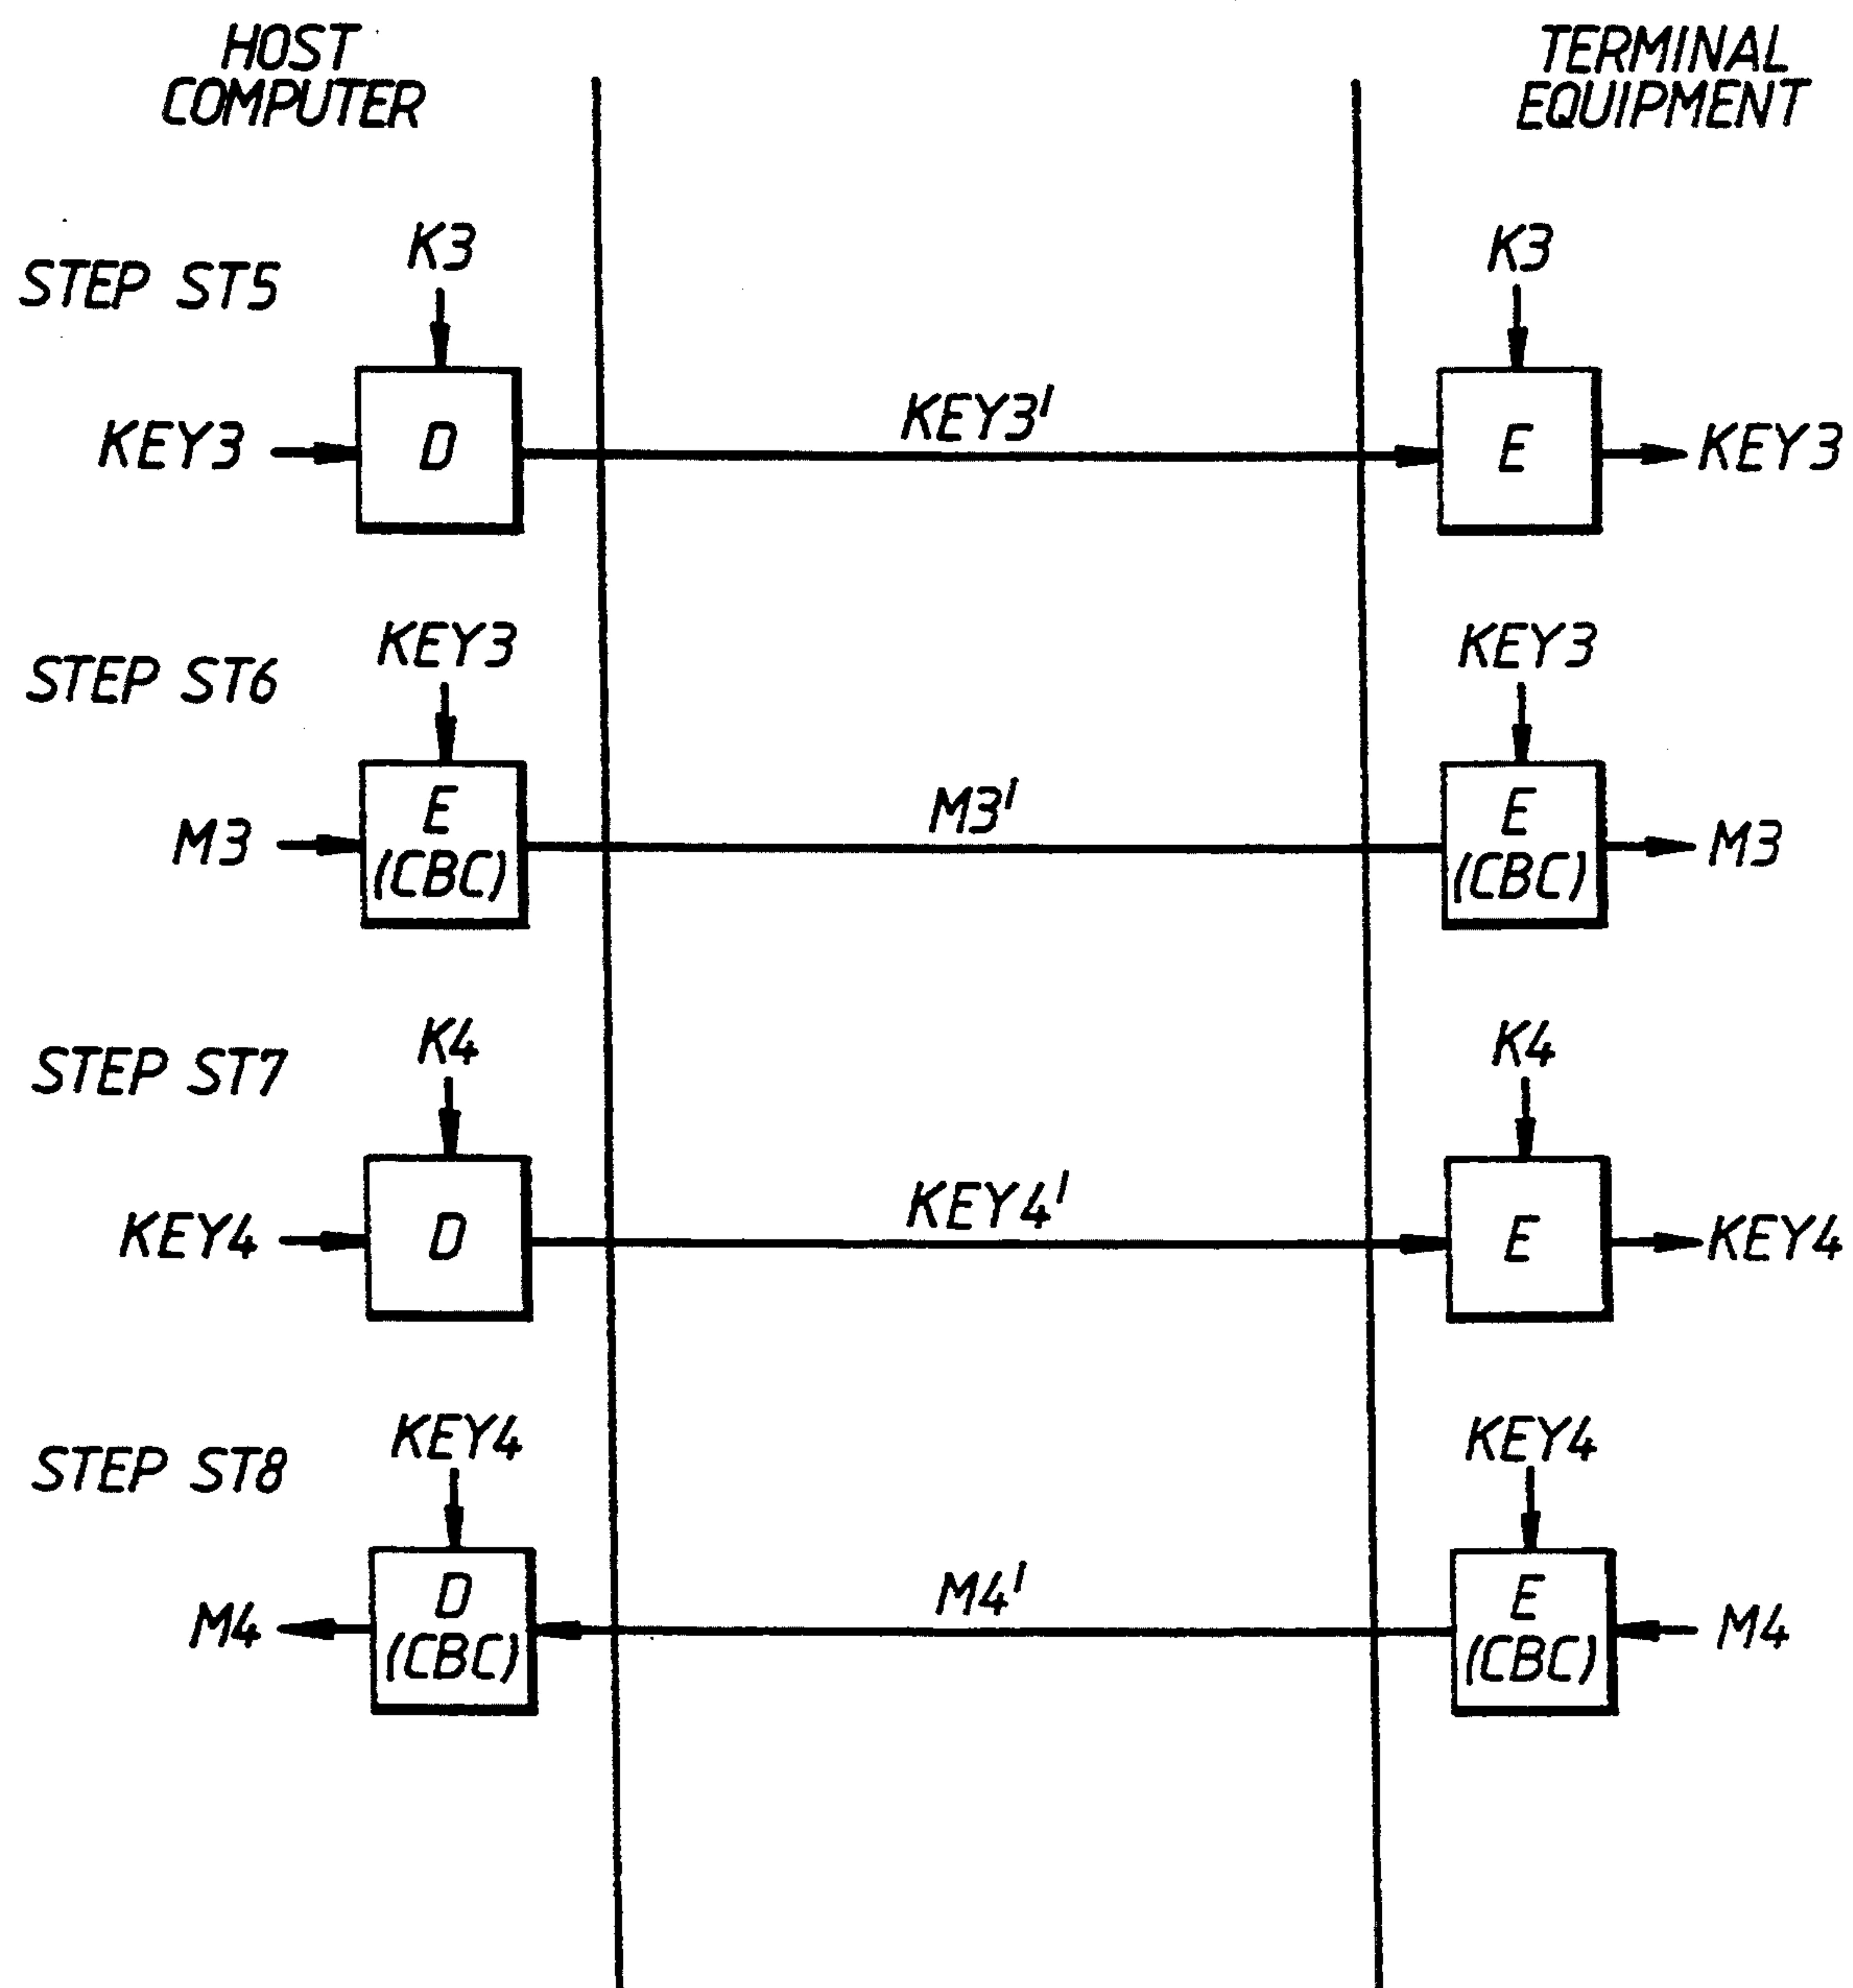 HOST
COMPUTER
TERMINAL
EQUIPMENT
STEP ST5
K3
K3
KEY3
D
KEY3'
E
KEY3
STEP ST6
KEY3
KEY3
M3
E
(CBC)
M3'
E
(CBC)
M3
STEP ST7
K4
K4
KEY4
D
KEY4'
E
KEY4
STEP ST8
KEY4
KEY4
M4
D
(CBC)
M4'
E
(CBC)
M4